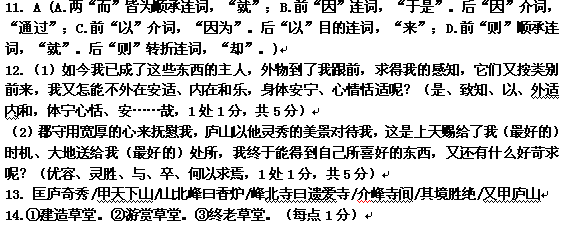 11. A (A.两“而”皆为顺承连词，“就”；B.前“因”连词，“于是”。后“因”介词，
“通过”；C.前“以”介词，“因为”。后“以”目的连词，“来”；D.前“则”顺承连
词，“就”。后“则”转折连词，“却”。)↵
12.（1）如今我已成了这些东西的主人，外物到了我跟前，求得我的感知，它们又按类别
前来，我又怎能不外在安适、内在和乐，身体安宁、心情恬适呢？（是、致知、以、外适
内和，体宁心恬、安……哉，1 处 1 分，共 5 分）↵
（2）郡守用宽厚的心来抚慰我，庐山以他灵秀的美景对待我，这是上天赐给了我（最好的）
时机、大地送给我（最好的）处所，我终于能得到自己所喜好的东西，又还有什么好苛求
呢？（优容、灵胜、与、卒、何以求焉，1 处 1 分，共 5 分）↵
13. 匡庐奇秀/甲天下山/山北峰曰香炉/峰北寺曰遗爱寺/介峰寺间/其境胜绝/又甲庐山↵
14.①建造草堂。②游赏草堂。③终老草堂。（每点 1 分）↵